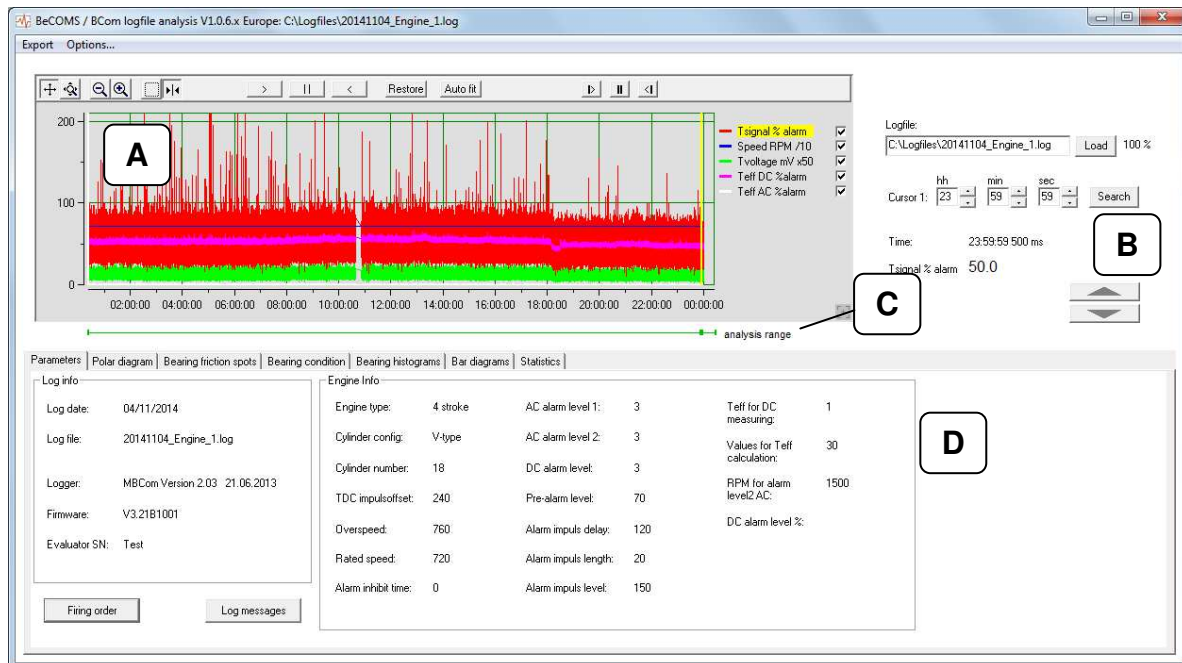 BeCOMS / BCom logfile analysis V1.0.6.x Europe: C:\Logfiles\20141104_Engine_1.log
Export Options...
> || < Restore Auto fit
200
100
0
02:00:00 04:00:00 06:00:00 08:00:00 10:00:00 12:00:00 14:00:00 16:00:00 18:00:00 20:00:00 22:00:00 00:00:00
A
Tsignal % alarm
Speed RPM /10
Tvoltage mV x50
Teff DC %alarm
Teff AC %alarm
Logfile:
C:\Logfiles\20141104_Engine_1.log Load 100 %
hh min sec
Cursor 1: 23 59 59 Search
Time: 23:59:59 500 ms
Tsignal % alarm 50.0
B
C
analysis range
Parameters Polar diagram Bearing friction spots Bearing condition Bearing histograms Bar diagrams Statistics
Log info
Log date: 04/11/2014
Log file: 20141104_Engine_1.log
Logger: MBCom Version 2.03 21.06.2013
Firmware: V3.21B1001
Evaluator SN: Test
Firing order Log messages
Engine Info
Engine type: 4 stroke
Cylinder config: V-type
Cylinder number: 18
TDC impulsoffset: 240
Overspeed: 760
Rated speed: 720
Alarm inhibit time: 0
AC alarm level 1: 3
AC alarm level 2: 3
DC alarm level: 3
Pre-alarm level: 70
Alarm impuls delay: 120
Alarm impuls length: 20
Alarm impuls level: 150
Teff for DC 1
measuring:
Values for Teff 30
calculation:
RPM for alarm 1500
level2 AC:
DC alarm level %:
D